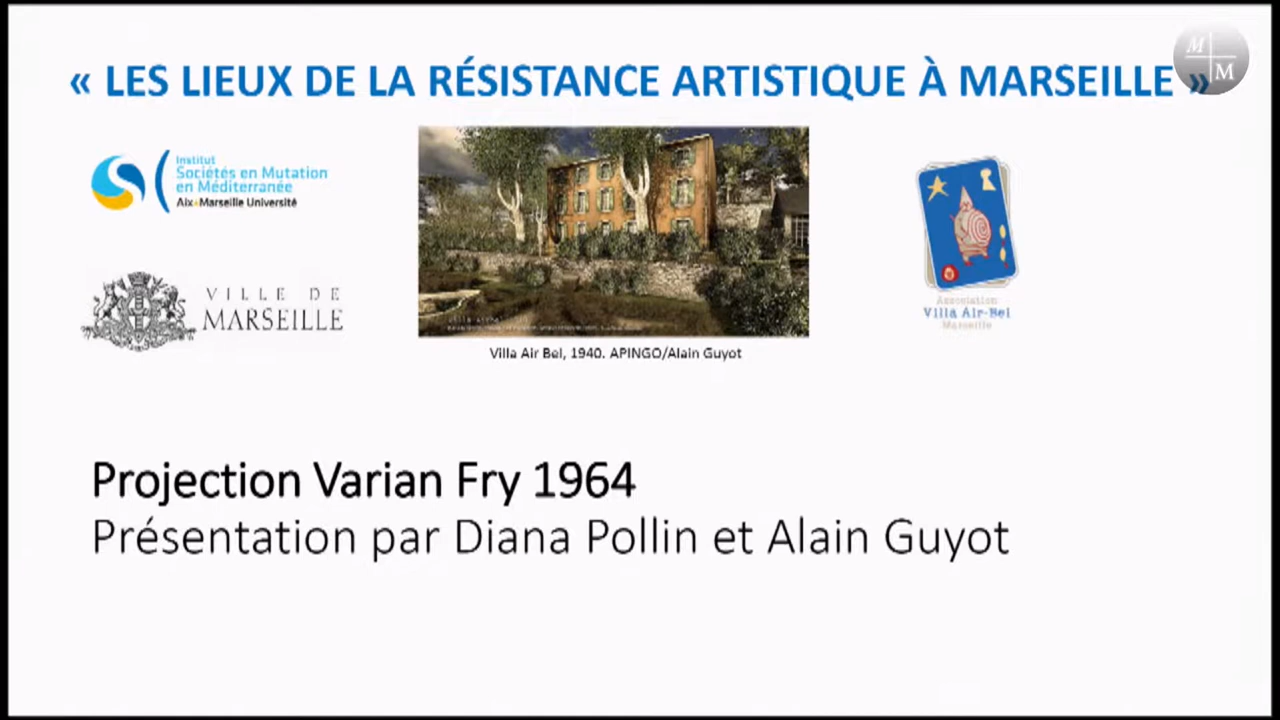 « LES LIEUX DE LA RÉSISTANCE ARTISTIQUE À MARSEILLE »
M
M
Institut
Sociétés en Mutation
en Méditerranée
Aix Marseille Université
VILLE DE
MARSEILLE
Villa Air Bel, 1940. APINGO/Alain Guyot
Association
Villa Air-Bel
Marseille
Projection Varian Fry 1964
Présentation par Diana Pollin et Alain Guyot